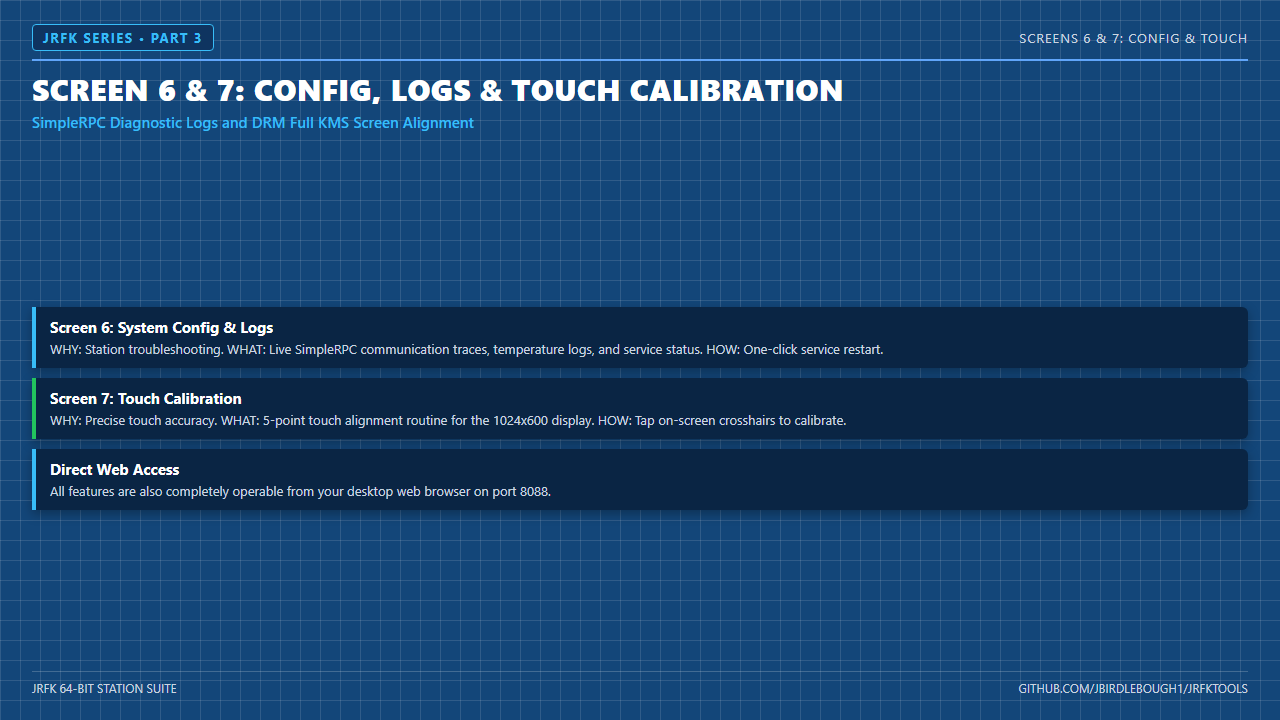 JRFK SERIES • PART 3
SCREENS 6 & 7: CONFIG & TOUCH
SCREEN 6 & 7: CONFIG, LOGS & TOUCH CALIBRATION
SimpleRPC Diagnostic Logs and DRM Full KMS Screen Alignment
Screen 6: System Config & Logs
WHY: Station troubleshooting. WHAT: Live SimpleRPC communication traces, temperature logs, and service status. HOW: One-click service restart.
Screen 7: Touch Calibration
WHY: Precise touch accuracy. WHAT: 5-point touch alignment routine for the 1024x600 display. HOW: Tap on-screen crosshairs to calibrate.
Direct Web Access
All features are also completely operable from your desktop web browser on port 8088.
JRFK 64-BIT STATION SUITE
GITHUB.COM/JBIRDLEBOUGH1/JRFKTOOLS